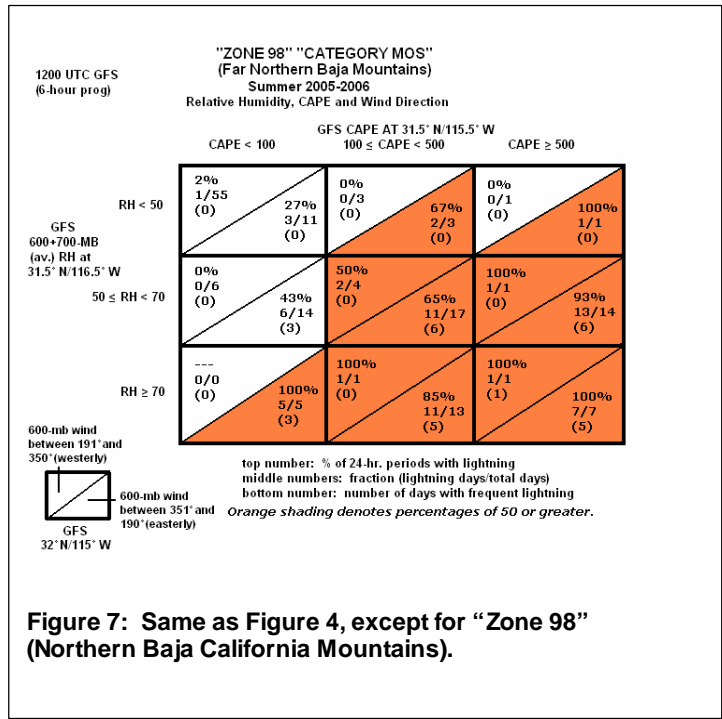 "ZONE 98" "CATEGORY MOS"
(Far Northern Baja Mountains)
Summer 2005-2006
Relative Humidity, CAPE and Wind Direction
1200 UTC GFS
(6-hour prog)
GFS CAPE AT 31.5° N/115.5° W
CAPE < 100
100 ≤ CAPE < 500
CAPE ≥ 500
GFS
600+700-MB
(av.) RH at
31.5° N/116.5° W
RH < 50
2%
1/55
(0)
27%
3/11
(0)
0%
0/3
(0)
67%
2/3
(0)
0%
0/1
(0)
100%
1/1
(0)
50 ≤ RH < 70
0%
0/6
(0)
43%
6/14
(3)
50%
2/4
(0)
65%
11/17
(6)
100%
1/1
(0)
93%
13/14
(6)
RH ≥ 70
---
0/0
(0)
100%
5/5
(3)
100%
1/1
(0)
85%
11/13
(5)
100%
1/1
(1)
100%
7/7
(5)
600-mb wind
between 191° and
350° (westerly)
600-mb wind
between 351° and
190° (easterly)
GFS
32° N/115° W
top number: % of 24-hr. periods with lightning
middle numbers: fraction (lightning days/total days)
bottom number: number of days with frequent lightning
Orange shading denotes percentages of 50 or greater.
Figure 7: Same as Figure 4, except for “Zone 98”
(Northern Baja California Mountains).